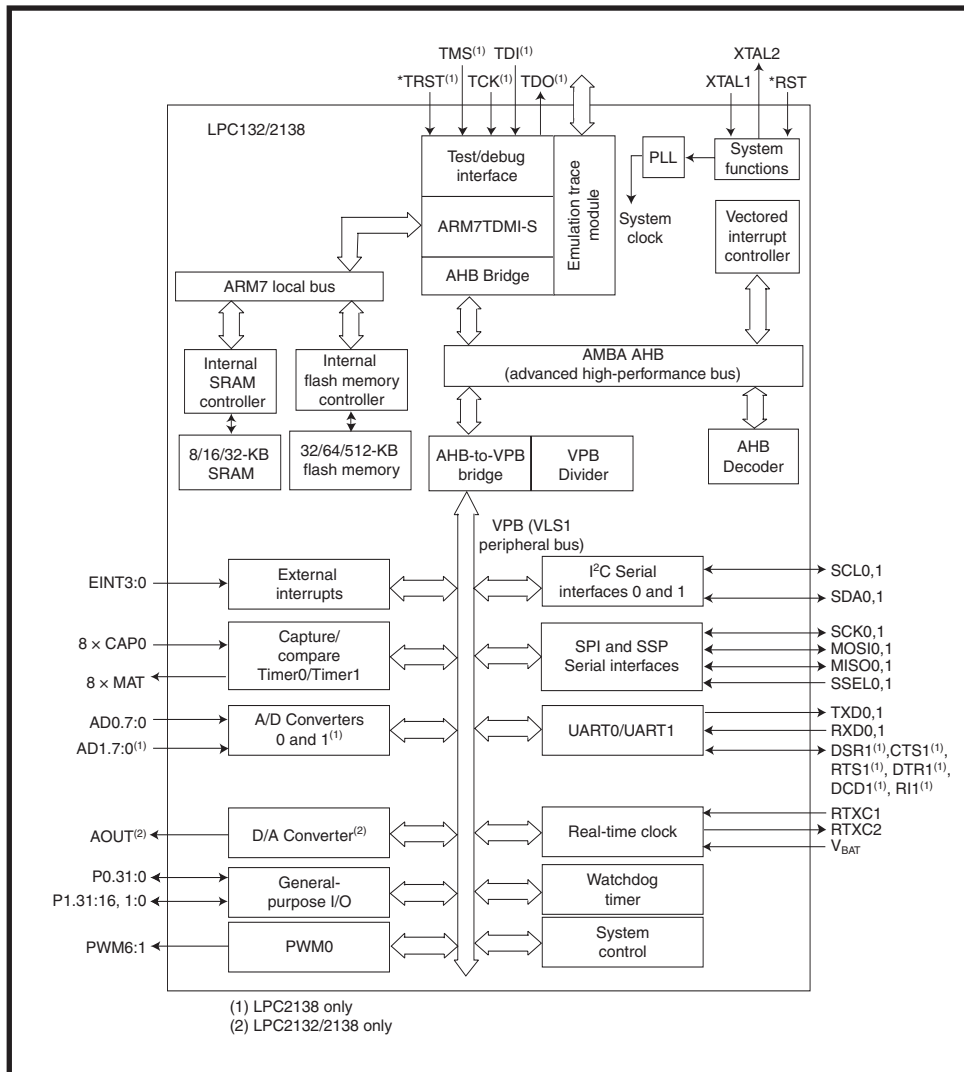 TMS(1) TDI(1)
*TRST(1) TCK(1) TDO(1)
XTAL2
XTAL1 *RST
LPC132/2138
Test/debug
interface
ARM7TDMI-S
AHB Bridge
Emulation trace
module
PLL
System
functions
System
clock
Vectored
interrupt
controller
ARM7 local bus
Internal
SRAM
controller
Internal
flash memory
controller
AMBA AHB
(advanced high-performance bus)
8/16/32-KB
SRAM
32/64/512-KB
flash memory
AHB-to-VPB
bridge
VPB
Divider
AHB
Decoder
VPB (VLS1
peripheral bus)
EINT3:0
External
interrupts
I2C Serial
interfaces 0 and 1
SCL0,1
SDA0,1
8 × CAP0
8 × MAT
Capture/
compare
Timer0/Timer1
SPI and SSP
Serial interfaces
SCK0,1
MOSI0,1
MISO0,1
SSEL0,1
AD0.7:0
AD1.7:0(1)
A/D Converters
0 and 1(1)
UART0/UART1
TXD0,1
RXD0,1
DSR1(1),CTS1(1),
RTS1(1), DTR1(1),
DCD1(1), RI1(1)
AOUT(2)
D/A Converter(2)
Real-time clock
RTXC1
RTXC2
VBAT
P0.31:0
P1.31:16, 1:0
General-
purpose I/O
Watchdog
timer
PWM6:1
PWM0
System
control
(1) LPC2138 only
(2) LPC2132/2138 only